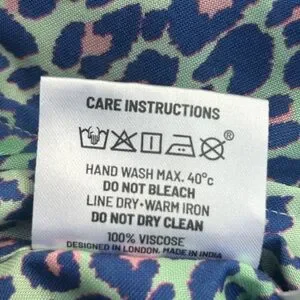 CARE INSTRUCTIONS
®
HAND WASH MAX. 40°c
DO NOT BLEACH
LINE DRY • WARM IRON
DO NOT DRY CLEAN
100% VISCOSE
DESIGNED IN LONDON. MADE IN INDIA